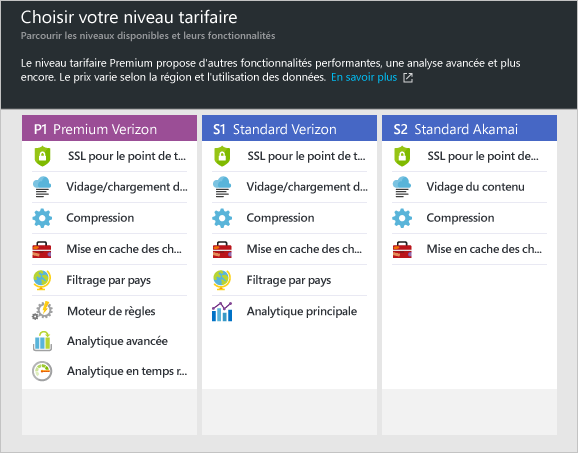 Choisir votre niveau tarifaire
Parcourir les niveaux disponibles et leurs fonctionnalités
Le niveau tarifaire Premium propose d'autres fonctionnalités performantes, une analyse avancée et plus
encore. Le prix varie selon la région et l'utilisation des données. En savoir plus
P1 Premium Verizon
SSL pour le point de t...
Vidage/chargement d...
Compression
Mise en cache des ch...
Filtrage par pays
Moteur de règles
Analytique avancée
Analytique en temps r...
S1 Standard Verizon
SSL pour le point de t...
Vidage/chargement d...
Compression
Mise en cache des ch...
Filtrage par pays
Analytique principale
S2 Standard Akamai
SSL pour le point de...
Vidage du contenu
Compression
Mise en cache des ch...